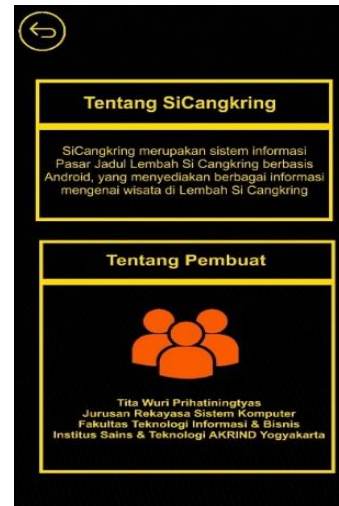 Tentang SiCangkring
SiCangkring merupakan sistem informasi
Pasar Jadul Lembah Si Cangkring berbasis
Android, yang menyediakan berbagai informasi
mengenai wisata di Lembah Si Cangkring
Tentang Pembuat
Tita Wuri Prihatiningtyas
Jurusan Rekayasa Sistem Komputer
Fakultas Teknologi Informasi & Bisnis
Institus Sains & Teknologi AKRIND Yogyakarta